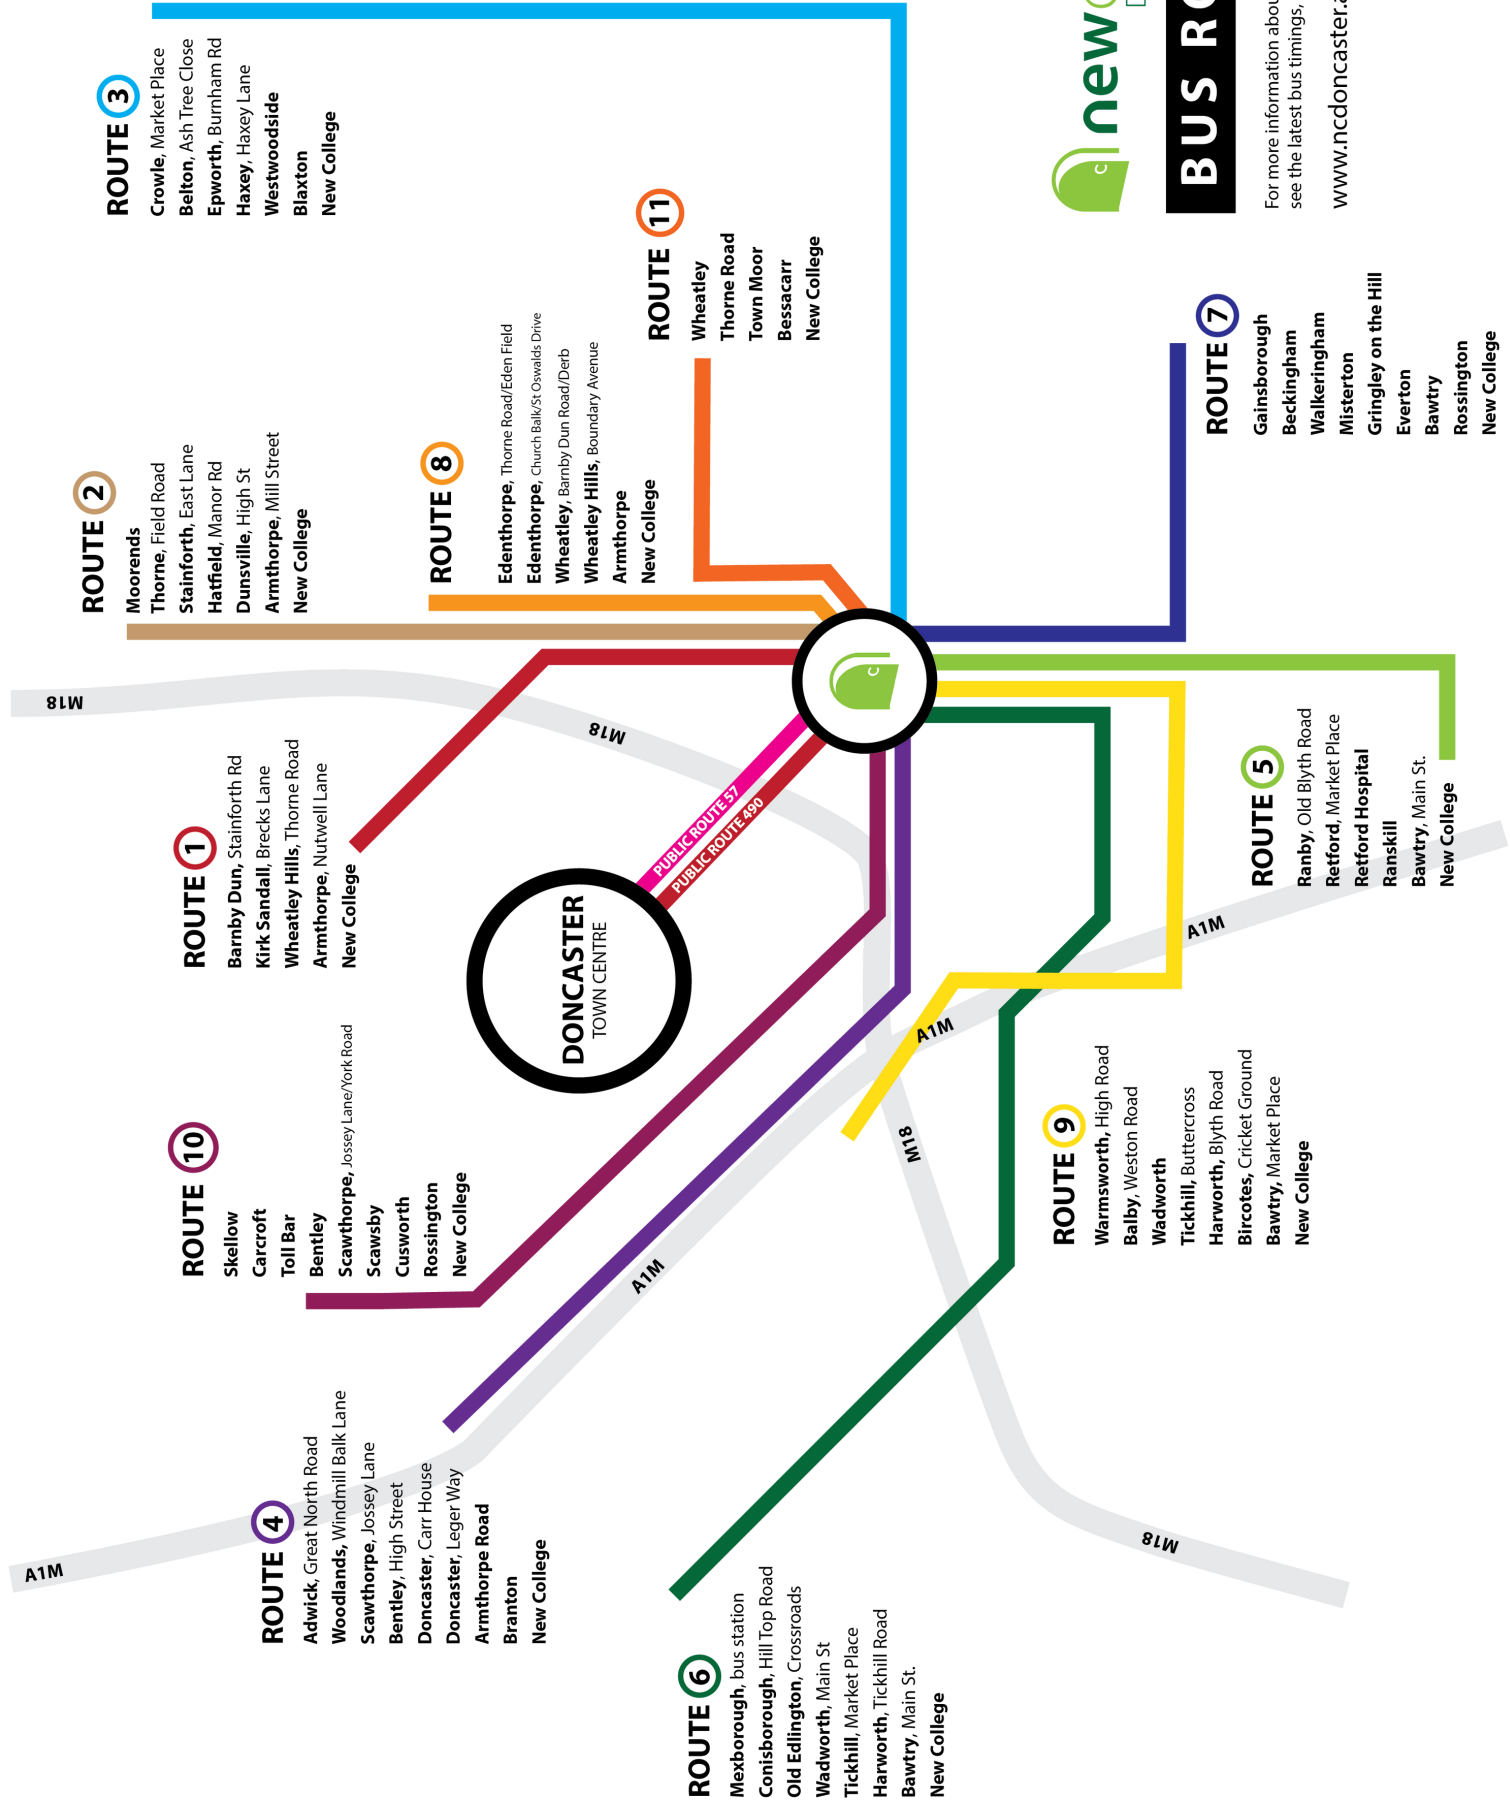 ROUTE 4
Adwick, Great North Road
Woodlands, Windmill Balk Lane
Scawthorpe, Jossey Lane
Bentley, High Street
Doncaster, Carr House
Doncaster, Leger Way
Armthorpe Road
Branton
New College
ROUTE 10
Skellow
Carcroft
Toll Bar
Bentley
Scawthorpe, Jossey Lane/York Road
Scawsby
Cusworth
Rossington
New College
ROUTE 1
Barnby Dun, Stainforth Rd
Kirk Sandall, Brecks Lane
Wheatley Hills, Thorne Road
Armthorpe, Nutwell Lane
New College
ROUTE 2
Moorends
Thorne, Field Road
Stainforth, East Lane
Hatfield, Manor Rd
Dunsville, High St
Armthorpe, Mill Street
New College
ROUTE 3
Crowle, Market Place
Belton, Ash Tree Close
Epworth, Burnham Rd
Haxey, Haxey Lane
Westwoodside
Blaxton
New College
ROUTE 8
Edenthorpe, Thorne Road/Eden Field
Edenthorpe, Church Balk/St Oswalds Drive
Wheatley, Barnby Dun Road/Derb
Wheatley Hills, Boundary Avenue
Armthorpe
New College
ROUTE 11
Wheatley
Thorne Road
Town Moor
Bessacarr
New College
A1M
A1M
A1M
A1M
M18
M18
M18
M18
DONCASTER
TOWN CENTRE
PUBLIC ROUTE 57
PUBLIC ROUTE 490
C
ROUTE 6
Mexborough, bus station
Conisborough, Hill Top Road
Old Edlington, Crossroads
Wadworth, Main St
Tickhill, Market Place
Harworth, Tickhill Road
Bawtry, Main St.
New College
ROUTE 9
Warmsworth, High Road
Balby, Weston Road
Wadworth
Tickhill, Buttercross
Harworth, Blyth Road
Bircotes, Cricket Ground
Bawtry, Market Place
New College
ROUTE 5
Ranby, Old Blyth Road
Retford, Market Place
Retford Hospital
Ranskill
Bawtry, Main St.
New College
ROUTE 7
Gainsborough
Beckingham
Walkeringham
Misterton
Gringley on the Hill
Everton
Bawtry
Rossington
New College
C
new
BUS RO
For more information abou
see the latest bus timings,
www.ncdoncaster.a